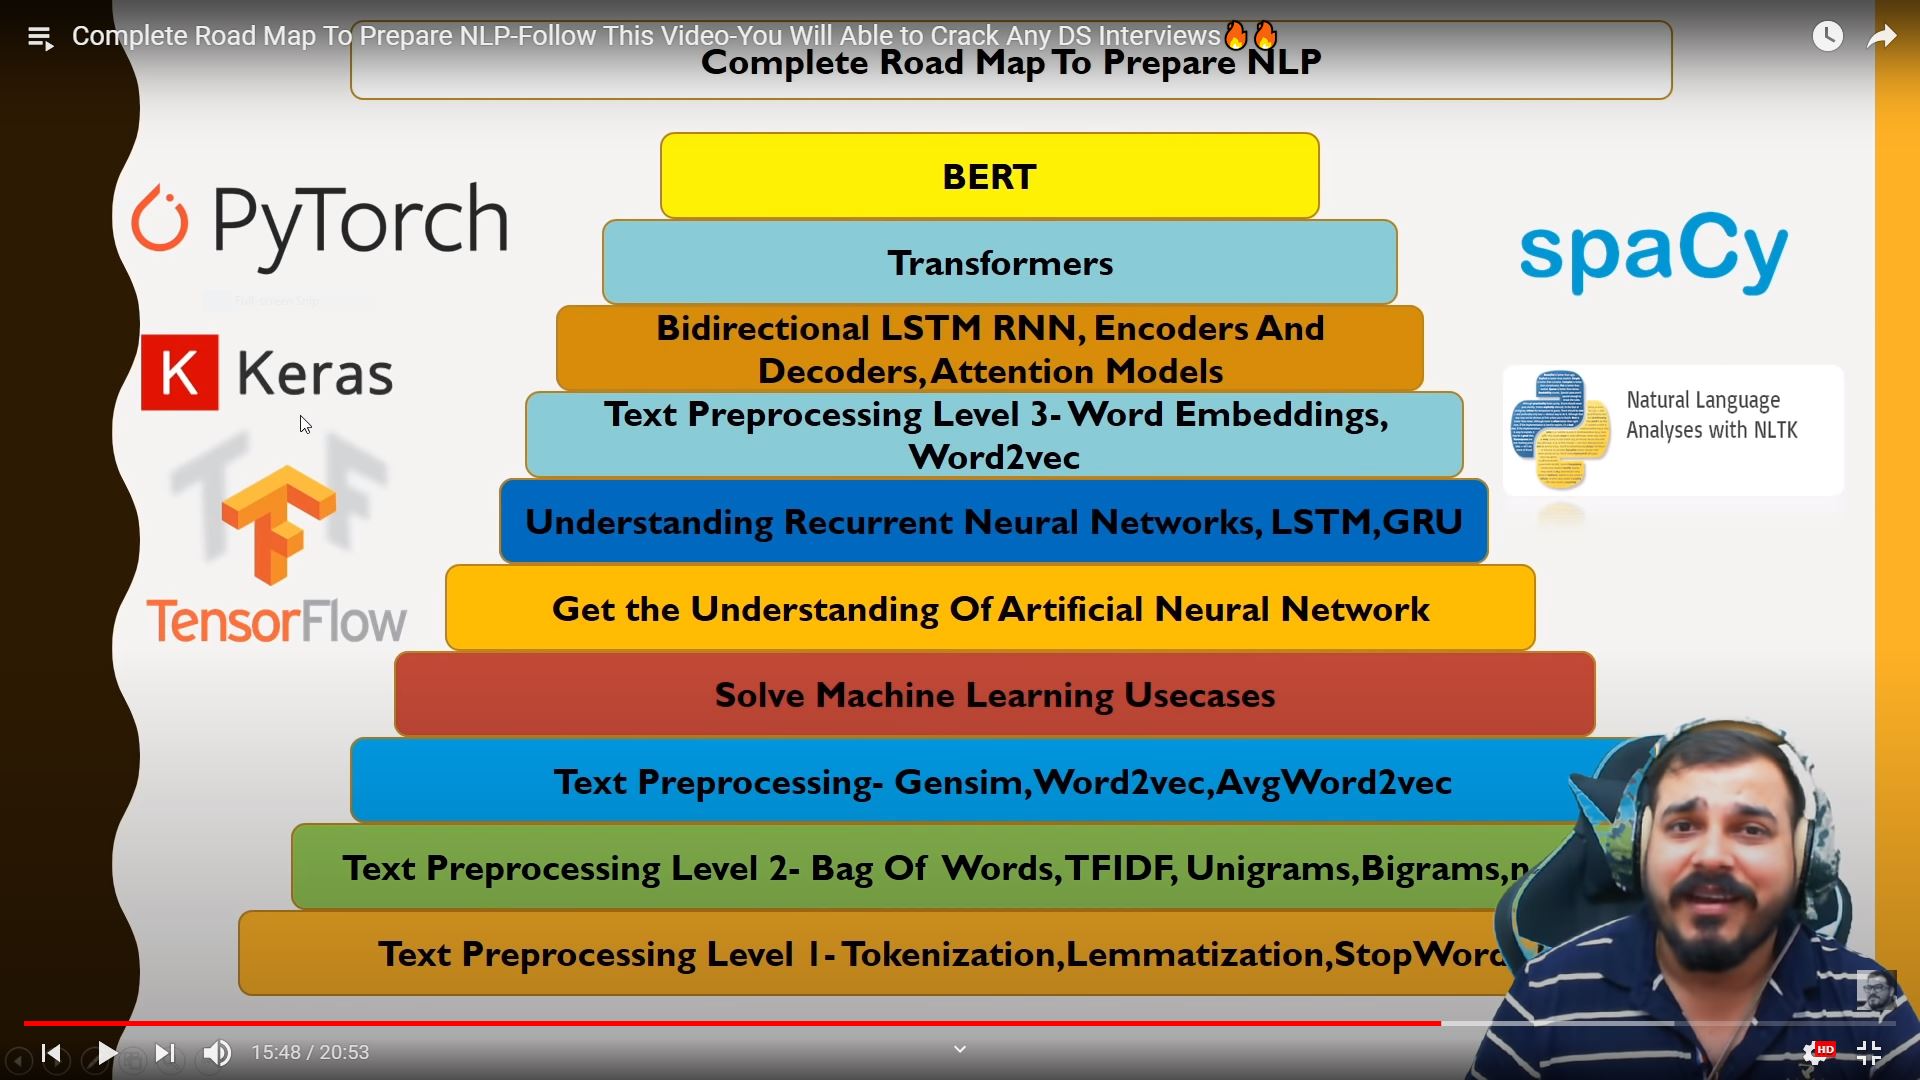 Complete Road Map To Prepare NLP-Follow This Video-You Will Able to Crack Any DS Interviews🔥🔥
Complete Road Map To Prepare NLP
BERT
PyTorch
Transformers
spaCy
Full-screen Snip
Bidirectional LSTM RNN, Encoders And
Decoders, Attention Models
K Keras
Text Preprocessing Level 3- Word Embeddings,
Word2vec
Natural Language
Analyses with NLTK
Understanding Recurrent Neural Networks, LSTM,GRU
TensorFlow
Get the Understanding Of Artificial Neural Network
Solve Machine Learning Usecases
Text Preprocessing- Gensim,Word2vec,AvgWord2vec
Text Preprocessing Level 2- Bag Of Words,TFIDF, Unigrams,Bigrams,n
Text Preprocessing Level 1- Tokenization,Lemmatization,StopWord
15:48 / 20:53
HD